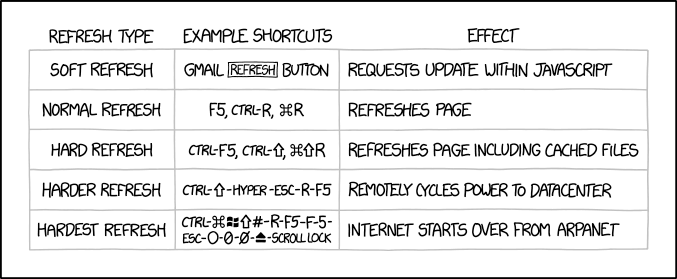 REFRESH TYPE EXAMPLE SHORTCUTS EFFECT
SOFT REFRESH GMAIL REFRESH BUTTON REQUESTS UPDATE WITHIN JAVASCRIPT
NORMAL REFRESH F5, CTRL-R, ⌘R REFRESHES PAGE
HARD REFRESH CTRL-F5, CTRL-⇧, ⌘⇧R REFRESHES PAGE INCLUDING CACHED FILES
HARDER REFRESH CTRL-⇧-HYPER-ESC-R-F5 REMOTELY CYCLES POWER TO DATACENTER
HARDEST REFRESH CTRL-⌘⊞⇧#-R-F5-F-5-
ESC-O-0-Ø-⏏-SCROLL LOCK INTERNET STARTS OVER FROM ARPANET